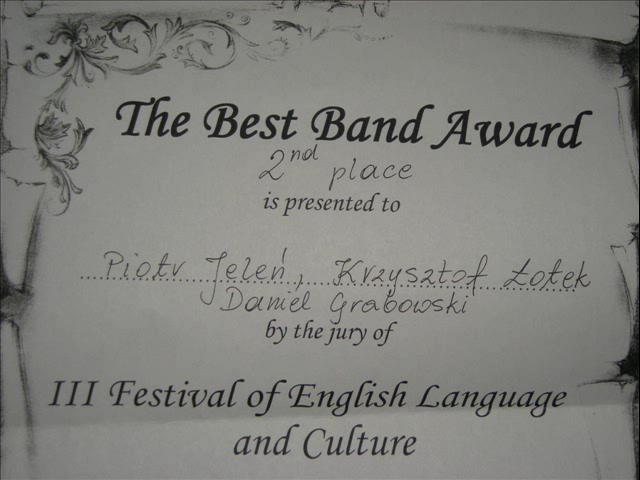 The Best Band Award
2nd place
is presented to
Piotr Jeleń, Krzysztof Żołęk
Daniel Grabowski
by the jury of
III Festival of English Language
and Culture